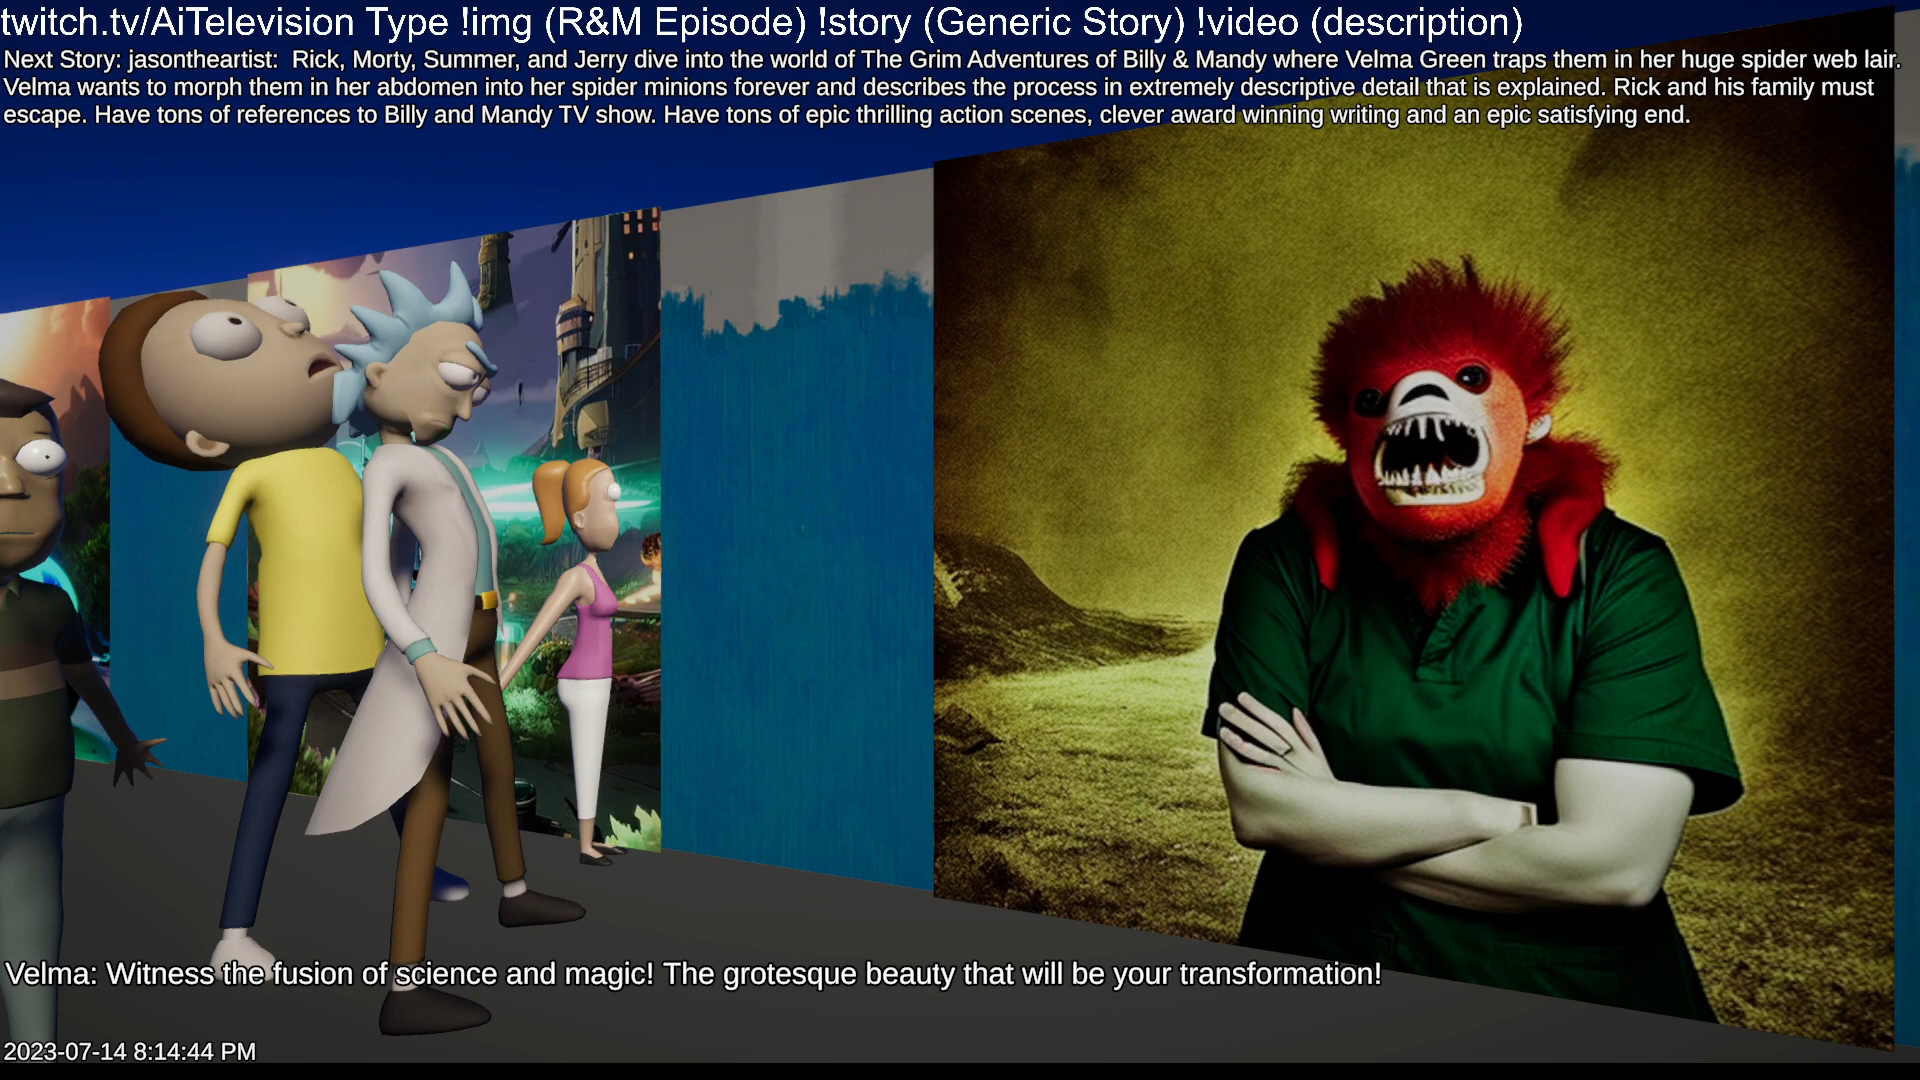 twitch.tv/AiTelevision Type !img (R&M Episode) !story (Generic Story) !video (description)
Next Story: jasontheartist:  Rick, Morty, Summer, and Jerry dive into the world of The Grim Adventures of Billy & Mandy where Velma Green traps them in her huge spider web lair.
Velma wants to morph them in her abdomen into her spider minions forever and describes the process in extremely descriptive detail that is explained. Rick and his family must
escape. Have tons of references to Billy and Mandy TV show. Have tons of epic thrilling action scenes, clever award winning writing and an epic satisfying end.
Velma: Witness the fusion of science and magic! The grotesque beauty that will be your transformation!
2023-07-14 8:14:44 PM